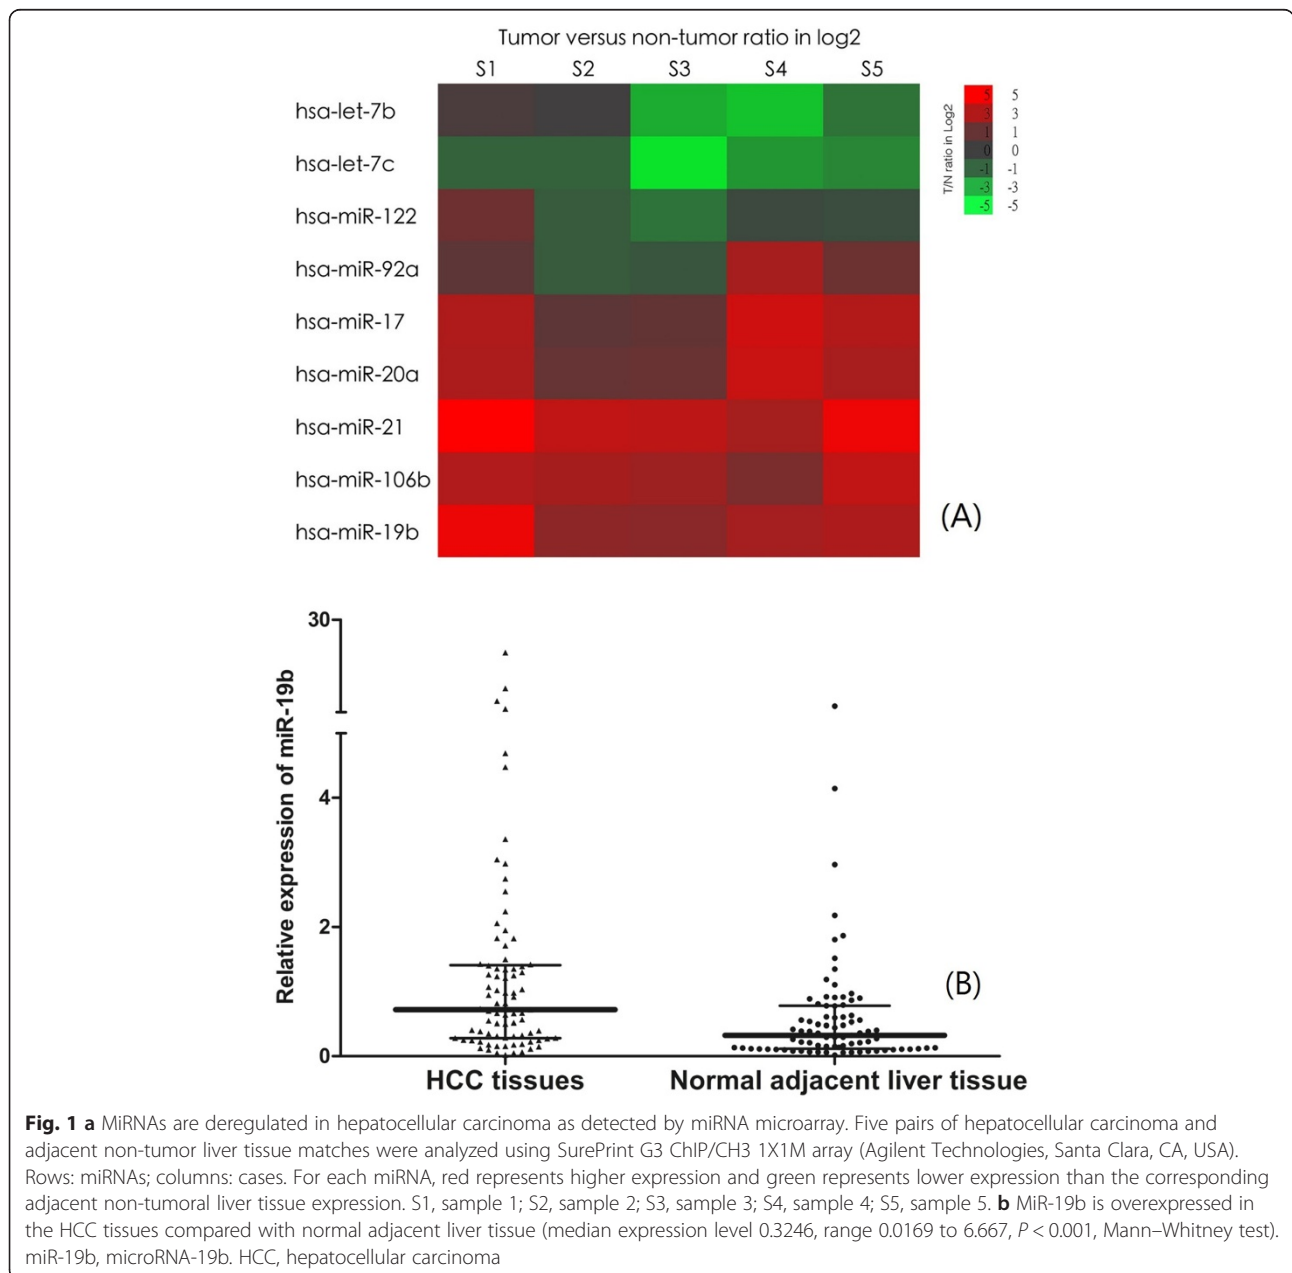 Tumor versus non-tumor ratio in log2
S1 S2 S3 S4 S5
hsa-let-7b
hsa-let-7c
hsa-miR-122
hsa-miR-92a
hsa-miR-17
hsa-miR-20a
hsa-miR-21
hsa-miR-106b
hsa-miR-19b
T/N ratio in Log2
5 5
3 3
1 1
0 0
-1 -1
-3 -3
-5 -5
(A)
Relative expression of miR-19b
30
4
2
0
(B)
HCC tissues Normal adjacent liver tissue
Fig. 1 a MiRNAs are deregulated in hepatocellular carcinoma as detected by miRNA microarray. Five pairs of hepatocellular carcinoma and
adjacent non-tumor liver tissue matches were analyzed using SurePrint G3 ChIP/CH3 1X1M array (Agilent Technologies, Santa Clara, CA, USA).
Rows: miRNAs; columns: cases. For each miRNA, red represents higher expression and green represents lower expression than the corresponding
adjacent non-tumoral liver tissue expression. S1, sample 1; S2, sample 2; S3, sample 3; S4, sample 4; S5, sample 5. b MiR-19b is overexpressed in
the HCC tissues compared with normal adjacent liver tissue (median expression level 0.3246, range 0.0169 to 6.667, P < 0.001, Mann–Whitney test).
miR-19b, microRNA-19b. HCC, hepatocellular carcinoma